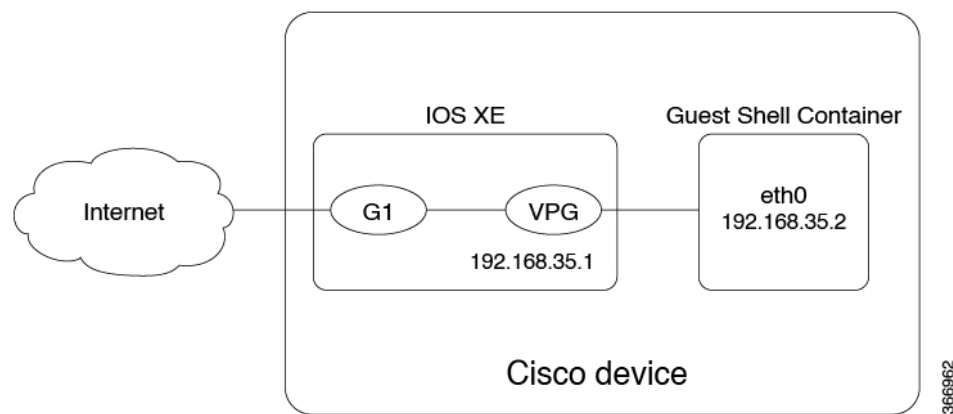 IOS XE
Guest Shell Container
Internet
G1
VPG
eth0
192.168.35.2
192.168.35.1
Cisco device
366962